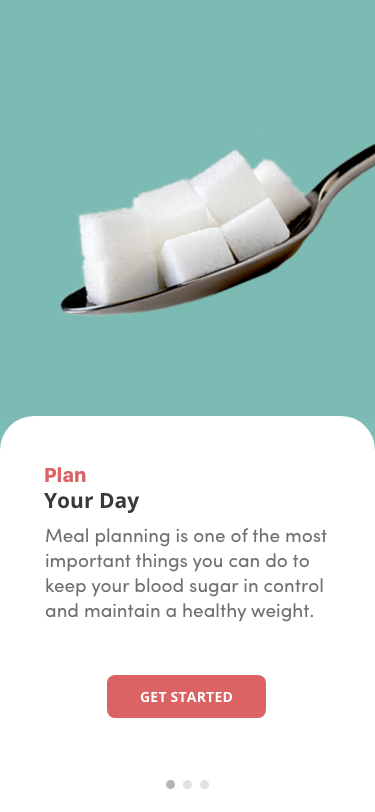 Plan
Your Day
Meal planning is one of the most
important things you can do to
keep your blood sugar in control
and maintain a healthy weight.
GET STARTED